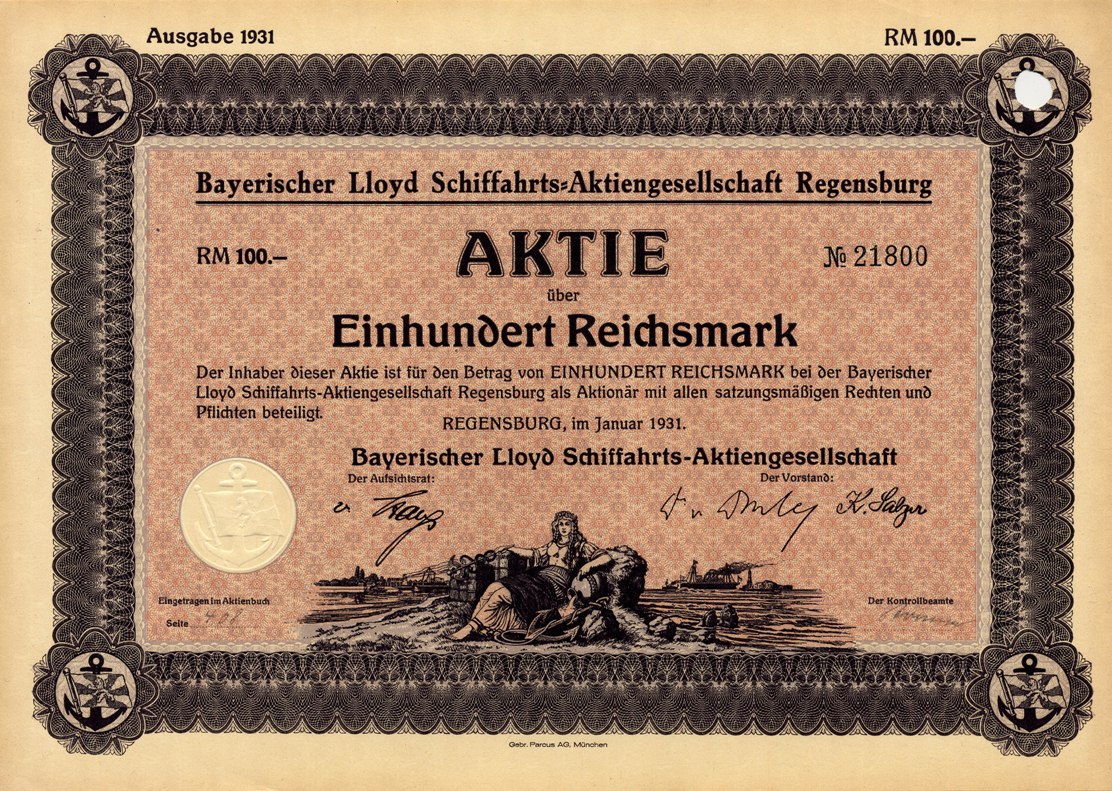 Ausgabe 1931
RM 100.—
Bayerischer Lloyd Schiffahrts-Aktiengesellschaft Regensburg
RM 100.—
AKTIE
№ 21800
über
Einhundert Reichsmark
Der Inhaber dieser Aktie ist für den Betrag von EINHUNDERT REICHSMARK bei der Bayerischer
Lloyd Schiffahrts-Aktiengesellschaft Regensburg als Aktionär mit allen satzungsmäßigen Rechten und
Pflichten beteiligt.
REGENSBURG, im Januar 1931.
Bayerischer Lloyd Schiffahrts-Aktiengesellschaft
Der Aufsichtsrat:
Der Vorstand:
K. Salzer
Eingetragen im Aktienbuch
Der Kontrollbeamte
Seite
Gebr. Parcus AG, München